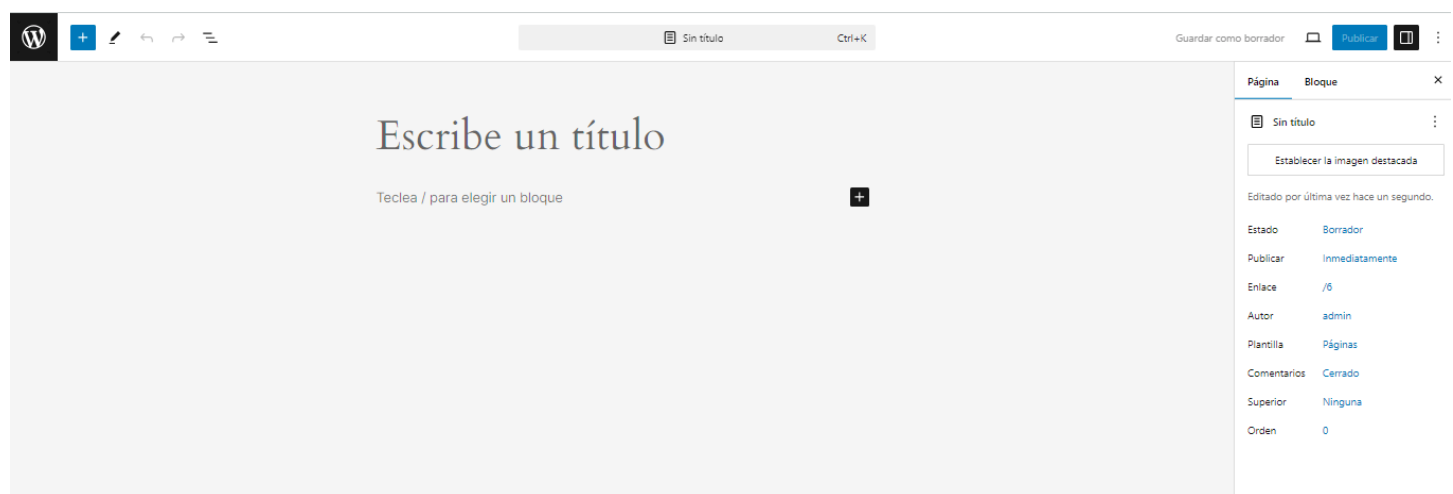 Sin título Ctrl+K Guardar como borrador Publicar
Página Bloque
Sin título
Establecer la imagen destacada
Editado por última vez hace un segundo.
Estado Borrador
Publicar Inmediatamente
Enlace /6
Autor admin
Plantilla Páginas
Comentarios Cerrado
Superior Ninguna
Orden 0
Escribe un título
Teclea / para elegir un bloque